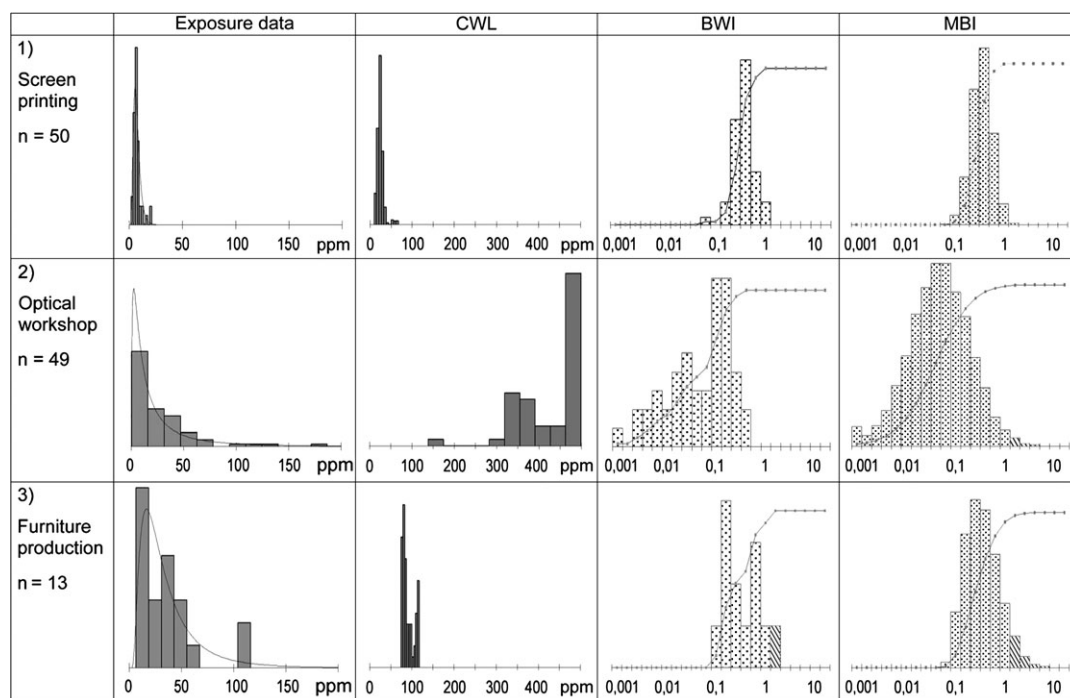 Exposure data CWL BWI MBI
1)
Screen
printing
n = 50
0 50 100 150 ppm
0 100 200 300 400 ppm
0,001 0,01 0,1 1 10
0,001 0,01 0,1 1 10
2)
Optical
workshop
n = 49
0 50 100 150 ppm
0 100 200 300 400 ppm
0,001 0,01 0,1 1 10
0,001 0,01 0,1 1 10
3)
Furniture
production
n = 13
0 50 100 150 ppm
0 100 200 300 400 ppm
0,001 0,01 0,1 1 10
0,001 0,01 0,1 1 10